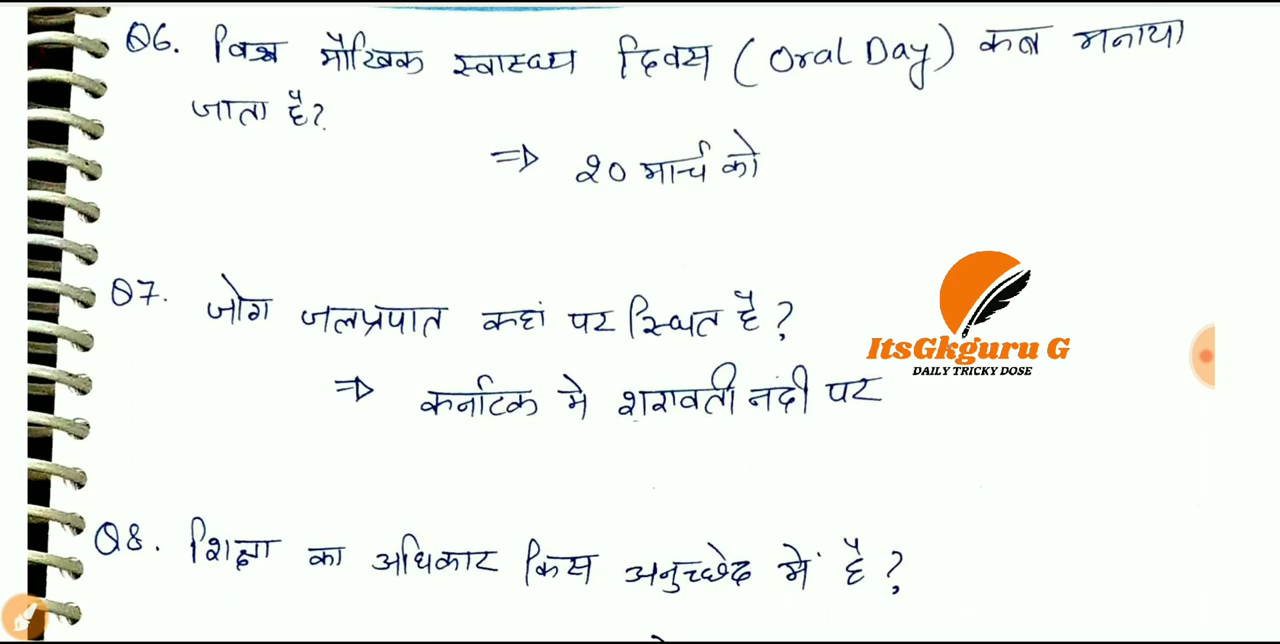 Q6. विश्व मौखिक स्वास्थ्य दिवस (Oral Day) कब मनाया
जाता है?
⇒ 20 मार्च को
Q7. जोग जलप्रपात कहां पर स्थित है?
ItsGkguru G
DAILY TRICKY DOSE
⇒ कर्नाटक मे शरावती नदी पर
Q8. शिक्षा का अधिकार किस अनुच्छेद में है?